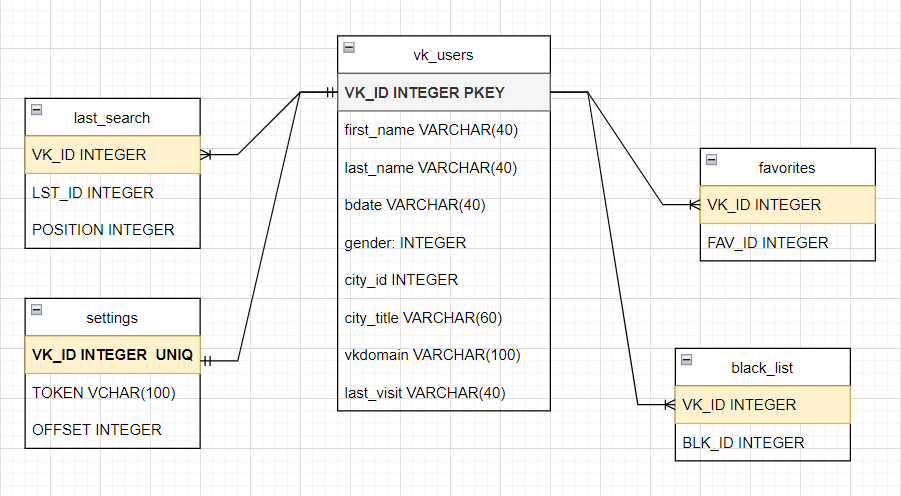 vk_users
VK_ID INTEGER PKEY
first_name VARCHAR(40)
last_name VARCHAR(40)
bdate VARCHAR(40)
gender: INTEGER
city_id INTEGER
city_title VARCHAR(60)
vkdomain VARCHAR(100)
last_visit VARCHAR(40)
last_search
VK_ID INTEGER
LST_ID INTEGER
POSITION INTEGER
settings
VK_ID INTEGER  UNIQ
TOKEN VCHAR(100)
OFFSET INTEGER
favorites
VK_ID INTEGER
FAV_ID INTEGER
black_list
VK_ID INTEGER
BLK_ID INTEGER